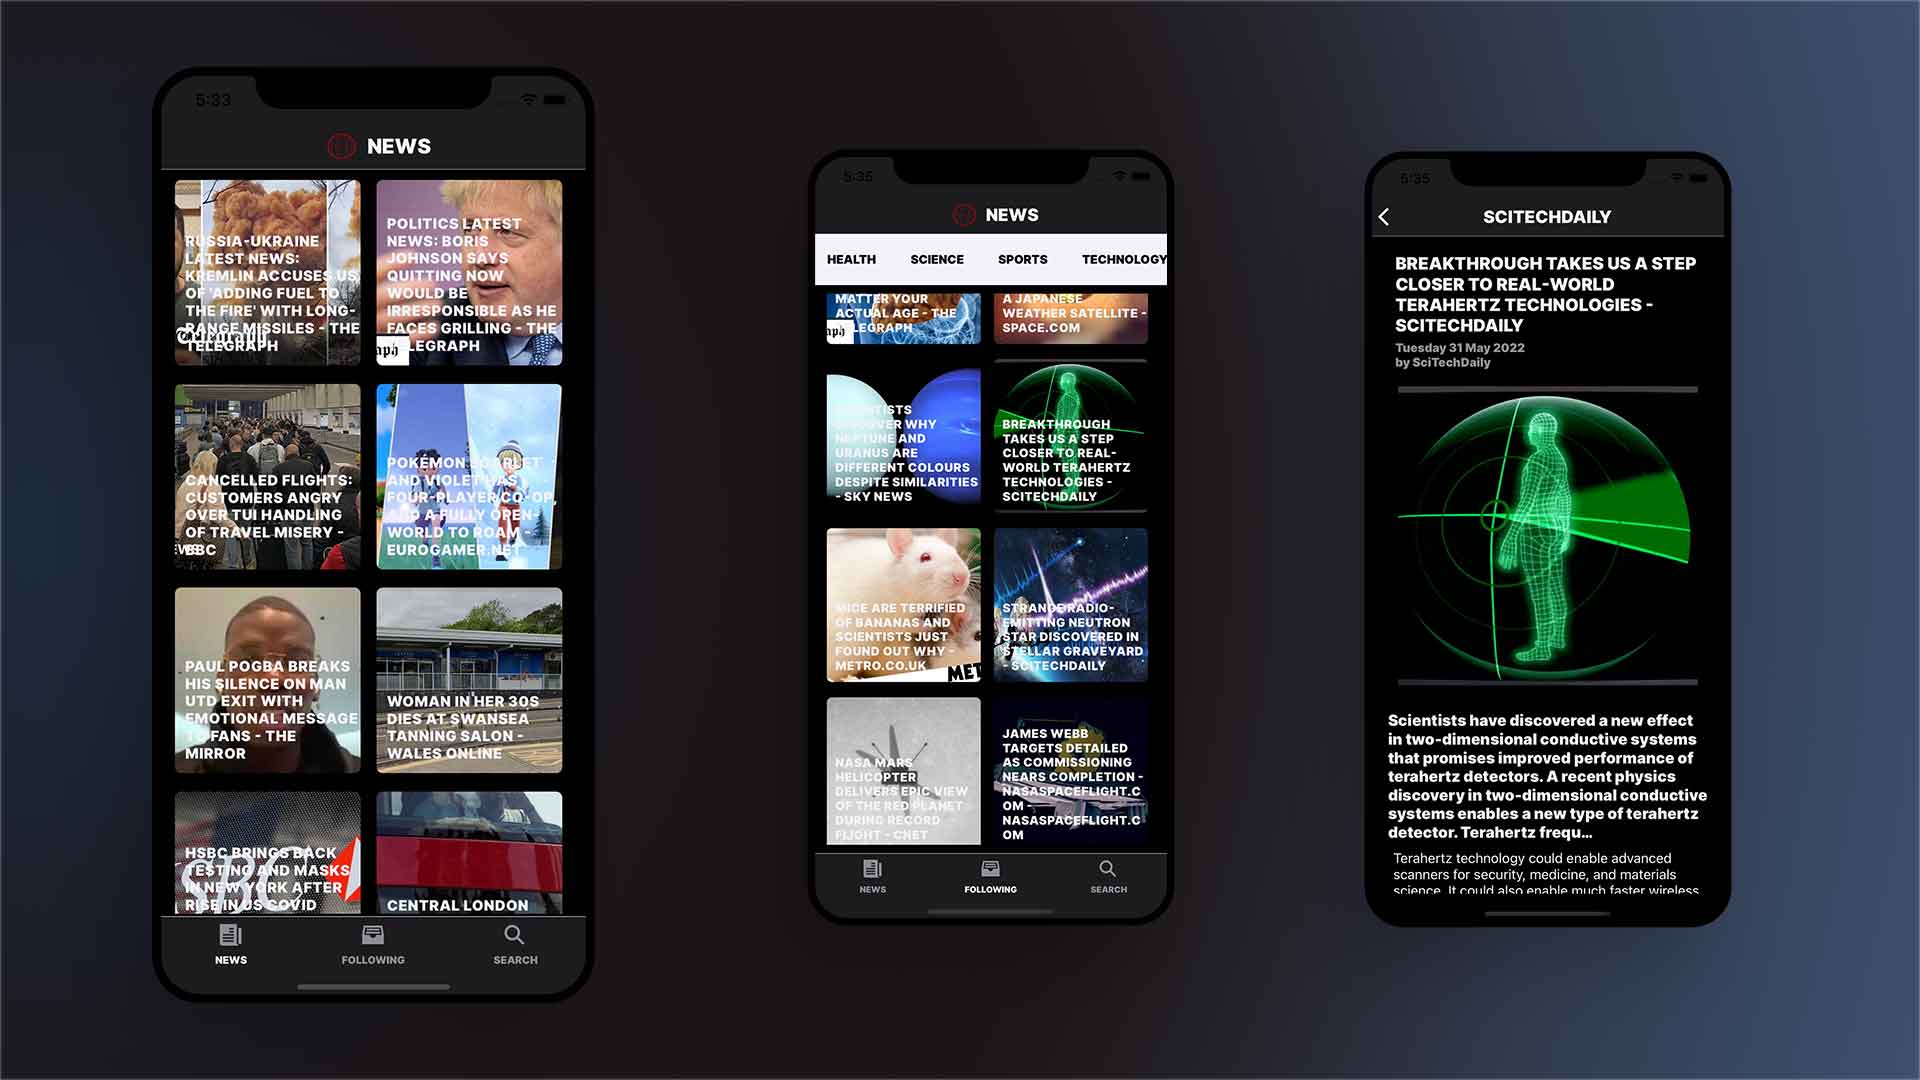 5:33
NEWS
RUSSIA-UKRAINE
LATEST NEWS:
KREMLIN ACCUSES US
OF 'ADDING FUEL TO
THE FIRE' WITH LONG-
RANGE MISSILES - THE
TELEGRAPH
POLITICS LATEST
NEWS: BORIS
JOHNSON SAYS
QUITTING NOW
WOULD BE
IRRESPONSIBLE AS HE
FACES GRILLING - THE
TELEGRAPH
CANCELLED FLIGHTS:
CUSTOMERS ANGRY
OVER TUI HANDLING
OF TRAVEL MISERY -
BBC
POKÉMON SCARLET
AND VIOLET HAS
FOUR-PLAYER CO-OP,
AND A FULLY OPEN-
WORLD TO ROAM -
EUROGAMER.NET
PAUL POGBA BREAKS
HIS SILENCE ON MAN
UTD EXIT WITH
EMOTIONAL MESSAGE
TO FANS - THE
MIRROR
WOMAN IN HER 30S
DIES AT SWANSEA
TANNING SALON -
WALES ONLINE
HSBC BRINGS BACK
TESTING AND MASKS
IN NEW YORK AFTER
RISE IN US COVID
CENTRAL LONDON
NEWS
FOLLOWING
SEARCH
5:35
NEWS
HEALTH
SCIENCE
SPORTS
TECHNOLOGY
MATTER YOUR
ACTUAL AGE - THE
TELEGRAPH
A JAPANESE
WEATHER SATELLITE -
SPACE.COM
SCIENTISTS
DISCOVER WHY
NEPTUNE AND
URANUS ARE
DIFFERENT COLOURS
DESPITE SIMILARITIES
- SKY NEWS
BREAKTHROUGH
TAKES US A STEP
CLOSER TO REAL-
WORLD TERAHERTZ
TECHNOLOGIES -
SCITECHDAILY
MICE ARE TERRIFIED
OF BANANAS AND
SCIENTISTS JUST
FOUND OUT WHY -
METRO.CO.UK
MET
STRANGE RADIO-
EMITTING NEUTRON
STAR DISCOVERED IN
STELLAR GRAVEYARD
- SCITECHDAILY
NASA MARS
HELICOPTER
DELIVERS EPIC VIEW
OF THE RED PLANET
DURING RECORD
FLIGHT - CNET
JAMES WEBB
TARGETS DETAILED
AS COMMISSIONING
NEARS COMPLETION -
NASASPACEFLIGHT.C
OM -
NASASPACEFLIGHT.C
OM
NEWS
FOLLOWING
SEARCH
5:35
SCITECHDAILY
BREAKTHROUGH TAKES US A STEP
CLOSER TO REAL-WORLD
TERAHERTZ TECHNOLOGIES -
SCITECHDAILY
Tuesday 31 May 2022
by SciTechDaily
Scientists have discovered a new effect
in two-dimensional conductive systems
that promises improved performance of
terahertz detectors. A recent physics
discovery in two-dimensional conductive
systems enables a new type of terahertz
detector. Terahertz frequ...
Terahertz technology could enable advanced
scanners for security, medicine, and materials
science. It could also enable much faster wireless